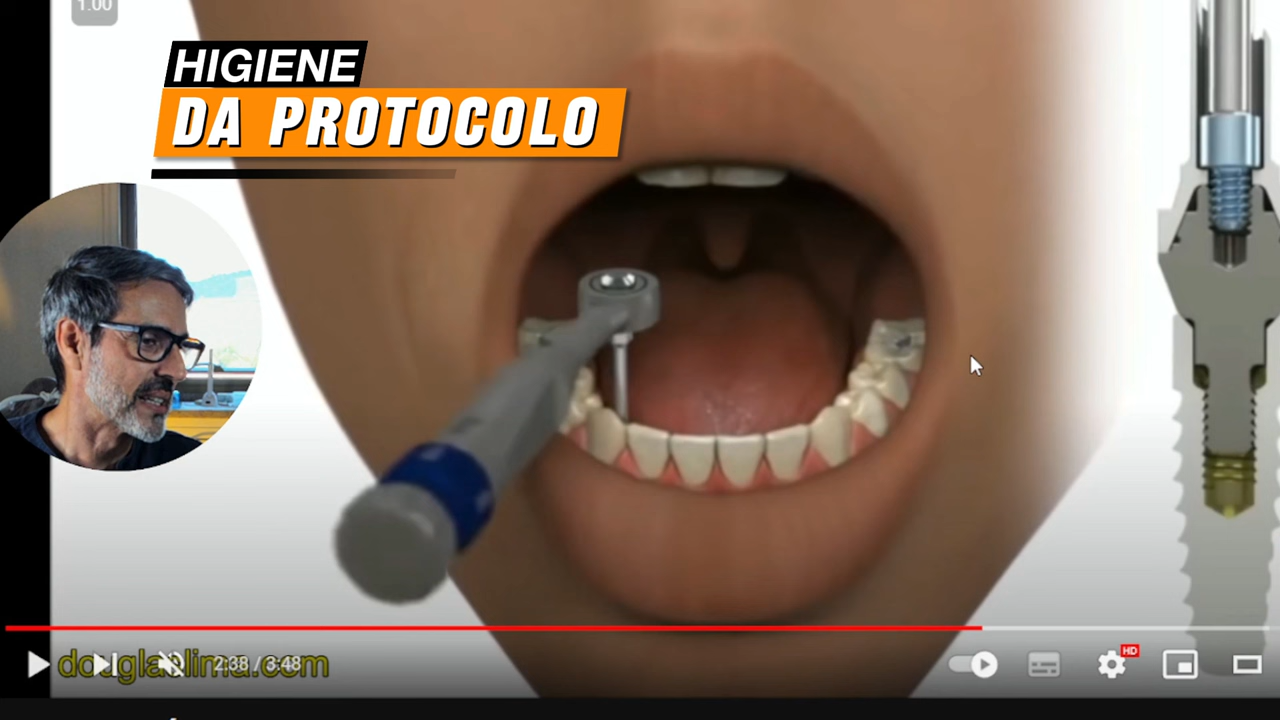 1.00
HIGIENE
DA PROTOCOLO
douglaslima.com
2:38 / 3:48
HD